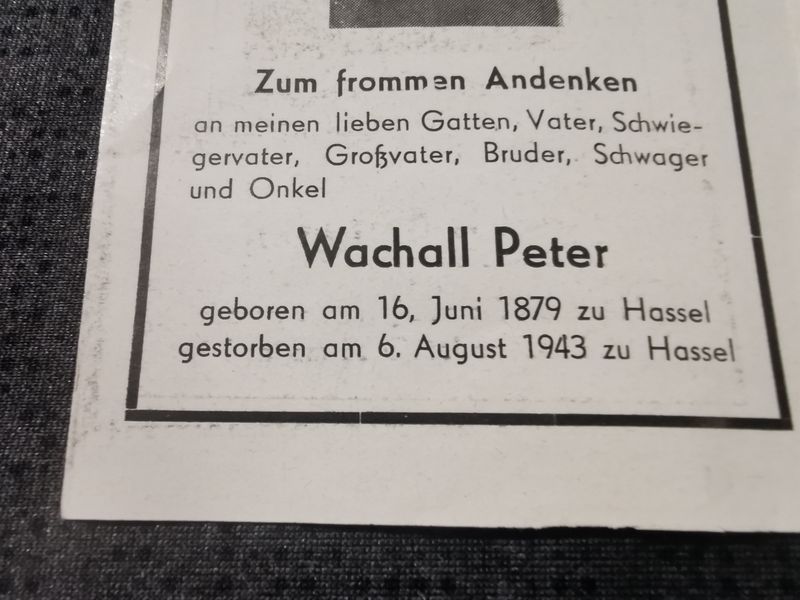 Zum frommen Andenken
an meinen lieben Gatten, Vater, Schwie-
gervater, Großvater, Bruder, Schwager
und Onkel
Wachall Peter
geboren am 16, Juni 1879 zu Hassel
gestorben am 6. August 1943 zu Hassel